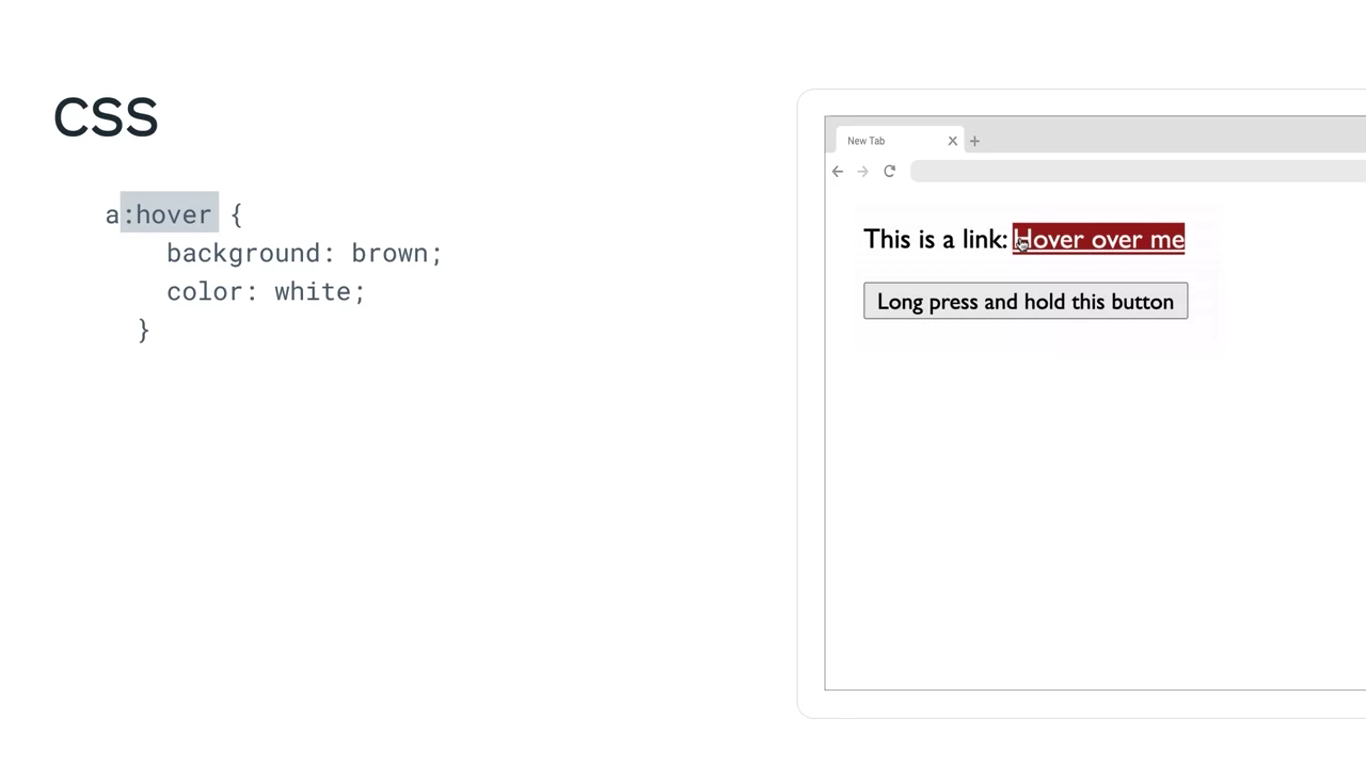 CSS
a:hover {
background: brown;
color: white;
}
New Tab
This is a link: Hover over me
Long press and hold this button